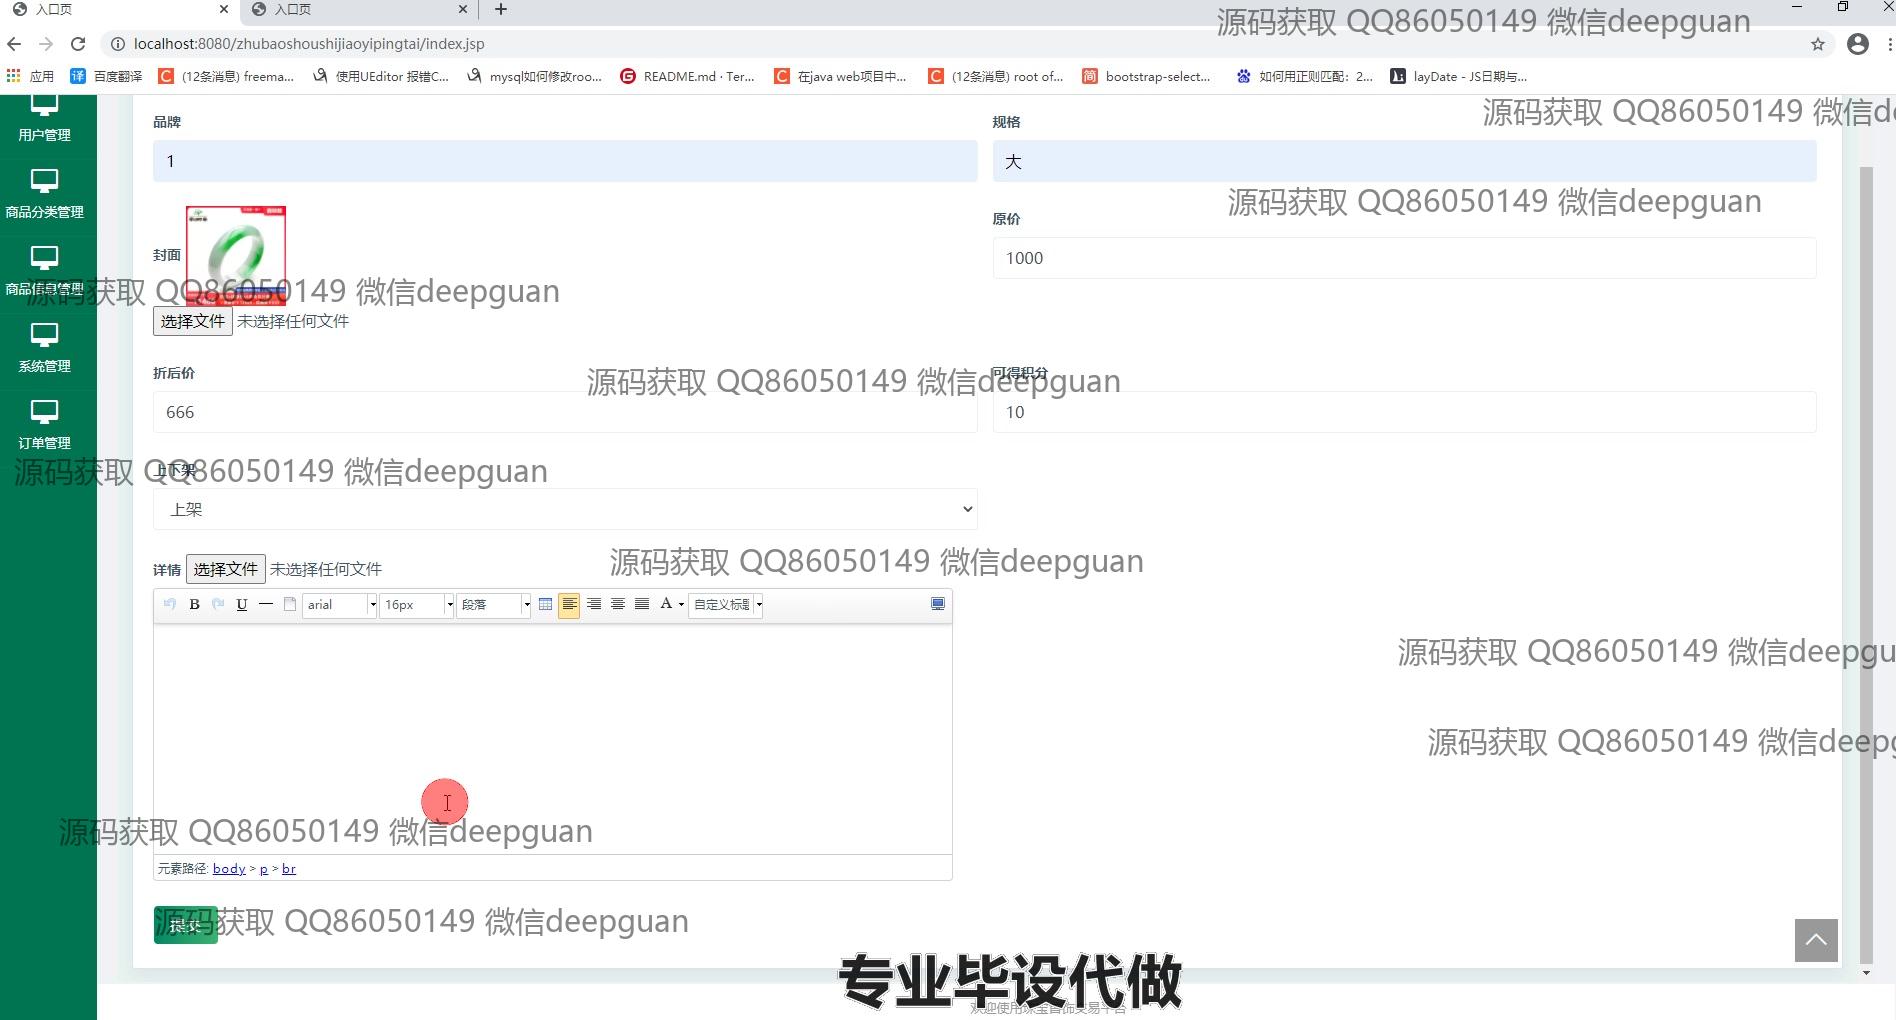 入口页
入口页
源码获取 QQ86050149 微信deepguan
localhost:8080/zhubaoshoushijiaoyipingtai/index.jsp
应用
百度翻译
(12条消息) freema...
使用UEditor 报错C...
mysql如何修改roo...
README.md · Ter...
在java web项目中...
(12条消息) root of...
bootstrap-select...
如何用正则匹配：2...
layDate - JS日期与...
源码获取 QQ86050149 微信de
用户管理
品牌
规格
1
大
商品分类管理
源码获取 QQ86050149 微信deepguan
原价
封面
1000
商品信息管理
源码获取 QQ86050149 微信deepguan
选择文件 未选择任何文件
系统管理
折后价
可得积分
源码获取 QQ86050149 微信deepguan
666
10
订单管理
上下架
源码获取 QQ86050149 微信deepguan
上架
详情 选择文件 未选择任何文件
源码获取 QQ86050149 微信deepguan
B U arial 16px 段落 A 自定义标题
源码获取 QQ86050149 微信deepgu
源码获取 QQ86050149 微信deepg
源码获取 QQ86050149 微信deepguan
元素路径: body > p > br
提交
源码获取 QQ86050149 微信deepguan
专业毕设代做
欢迎使用珠宝首饰交易平台